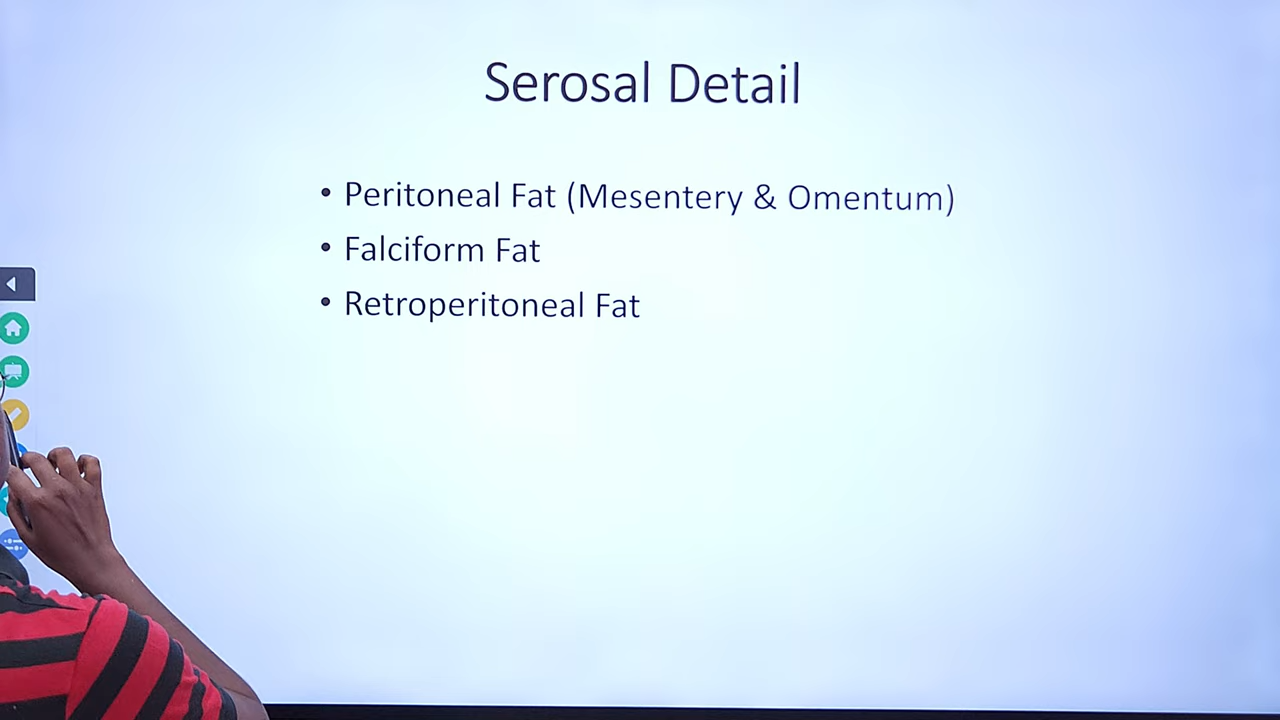 Serosal Detail
• Peritoneal Fat (Mesentery & Omentum)
• Falciform Fat
• Retroperitoneal Fat